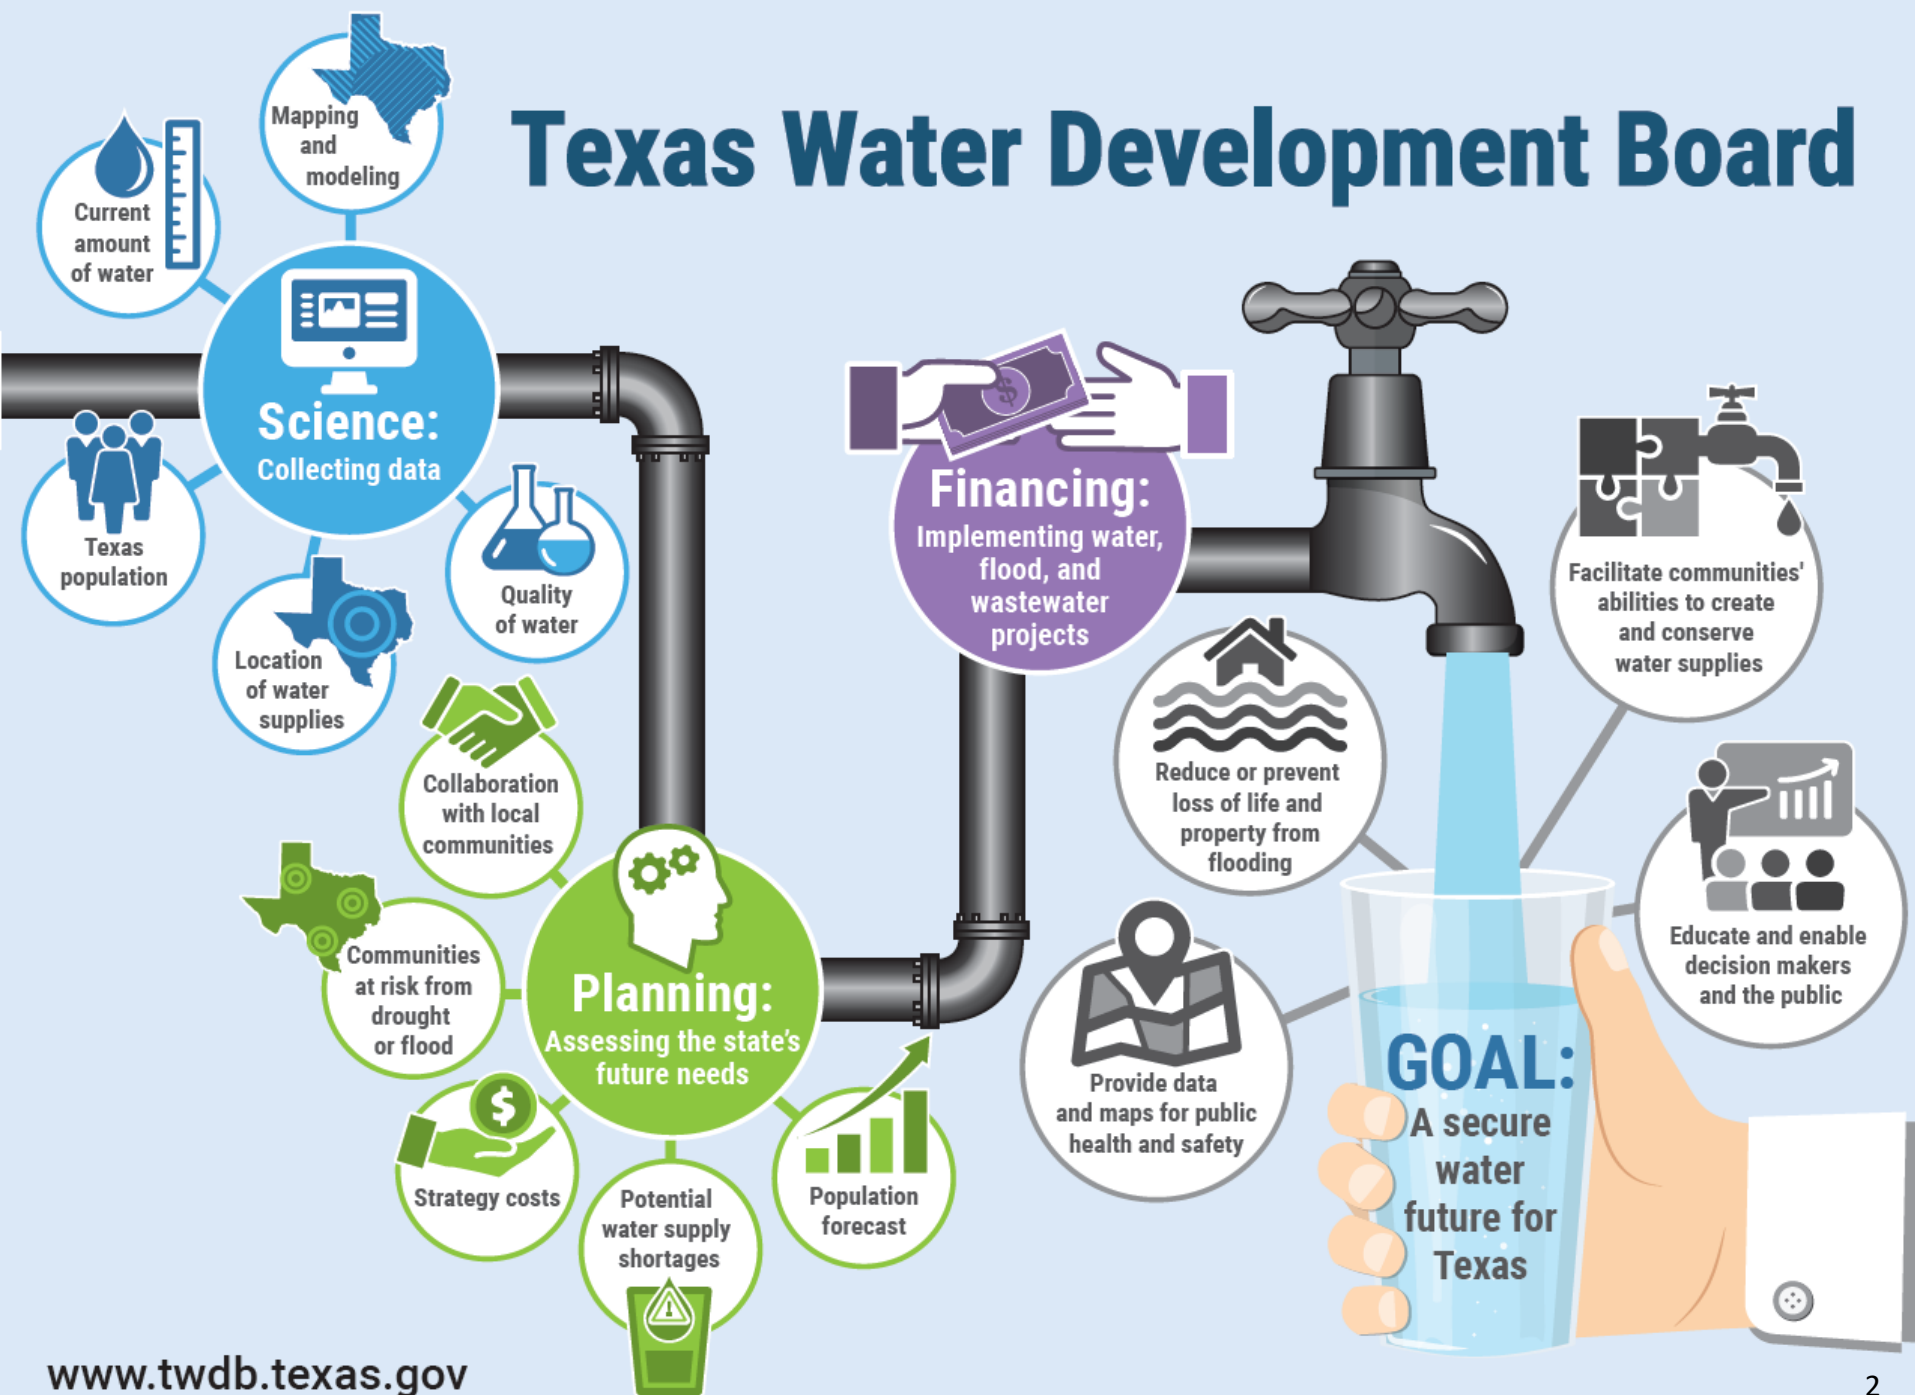 Texas Water Development Board
Mapping
and
modeling
Current
amount
of water
Science:
Collecting data
Texas
population
Location
of water
supplies
Quality
of water
Collaboration
with local
communities
Communities
at risk from
drought
or flood
Planning:
Assessing the state's
future needs
Strategy costs
$
Potential
water supply
shortages
!
Population
forecast
$
Financing:
Implementing water,
flood, and
wastewater
projects
Facilitate communities'
abilities to create
and conserve
water supplies
Reduce or prevent
loss of life and
property from
flooding
Educate and enable
decision makers
and the public
Provide data
and maps for public
health and safety
GOAL:
A secure
water
future for
Texas
www.twdb.texas.gov
2